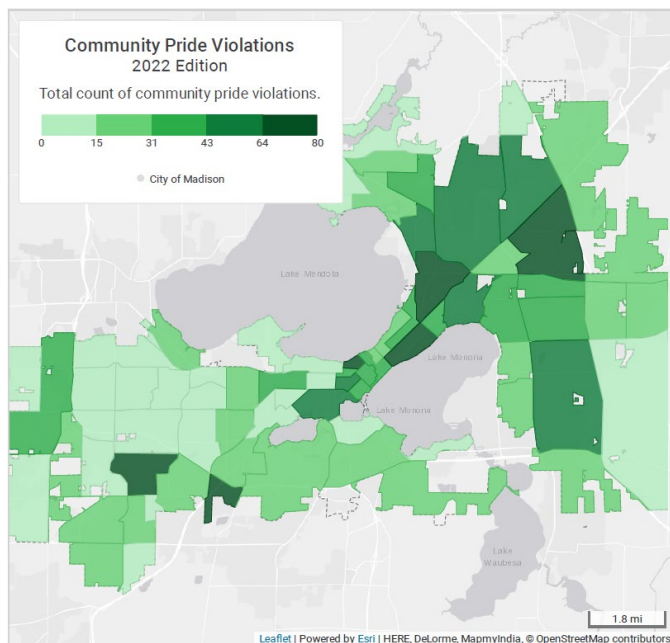 Community Pride Violations
2022 Edition
Total count of community pride violations.
0 15 31 43 64 80
City of Madison
Lake Mendota
Lake Monona
Lake Monona
Lake
Waubesa
1.8 mi
Leaflet | Powered by Esri | HERE, DeLorme, MapmyIndia, © OpenStreetMap contributors